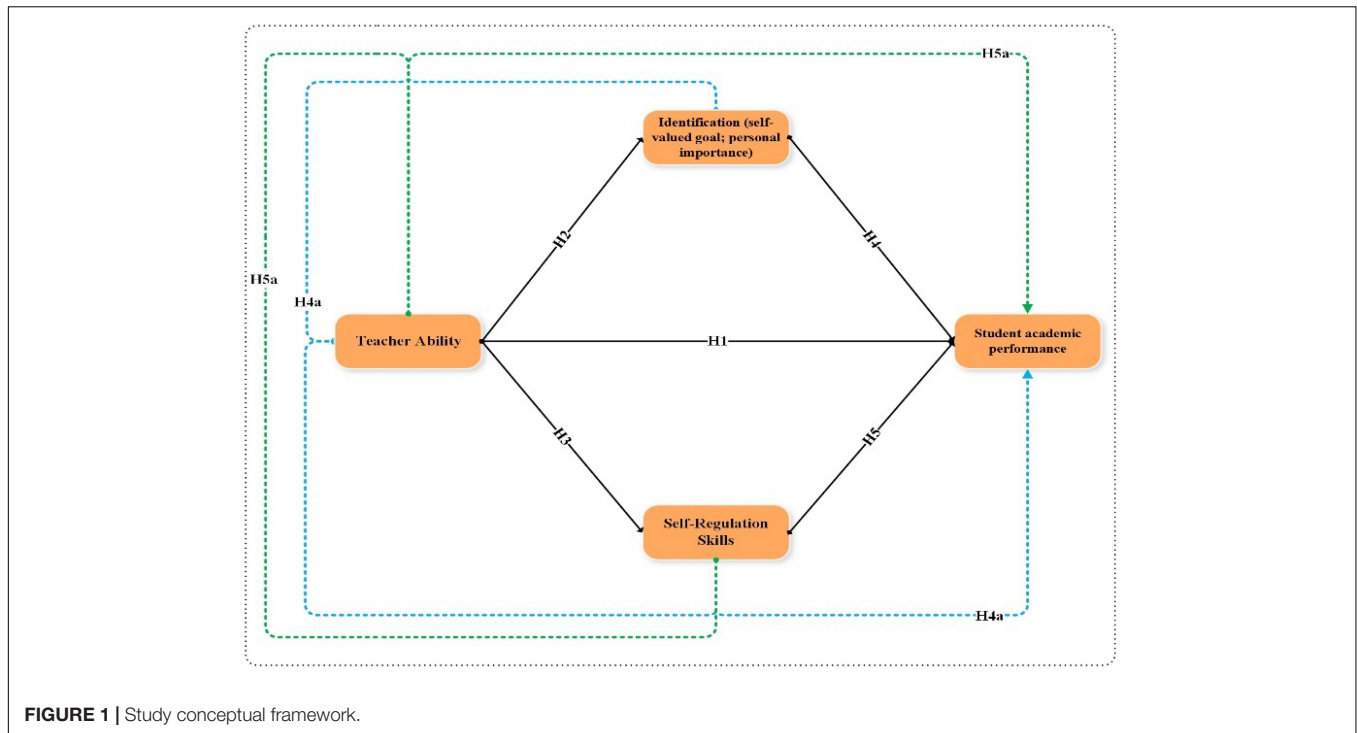 H5a
Identification (self-
valued goal; personal
importance)
H2
H4
H5a
H4a
Teacher Ability
H1
Student academic
performance
H3
H5
Self-Regulation
Skills
H4a
FIGURE 1 | Study conceptual framework.